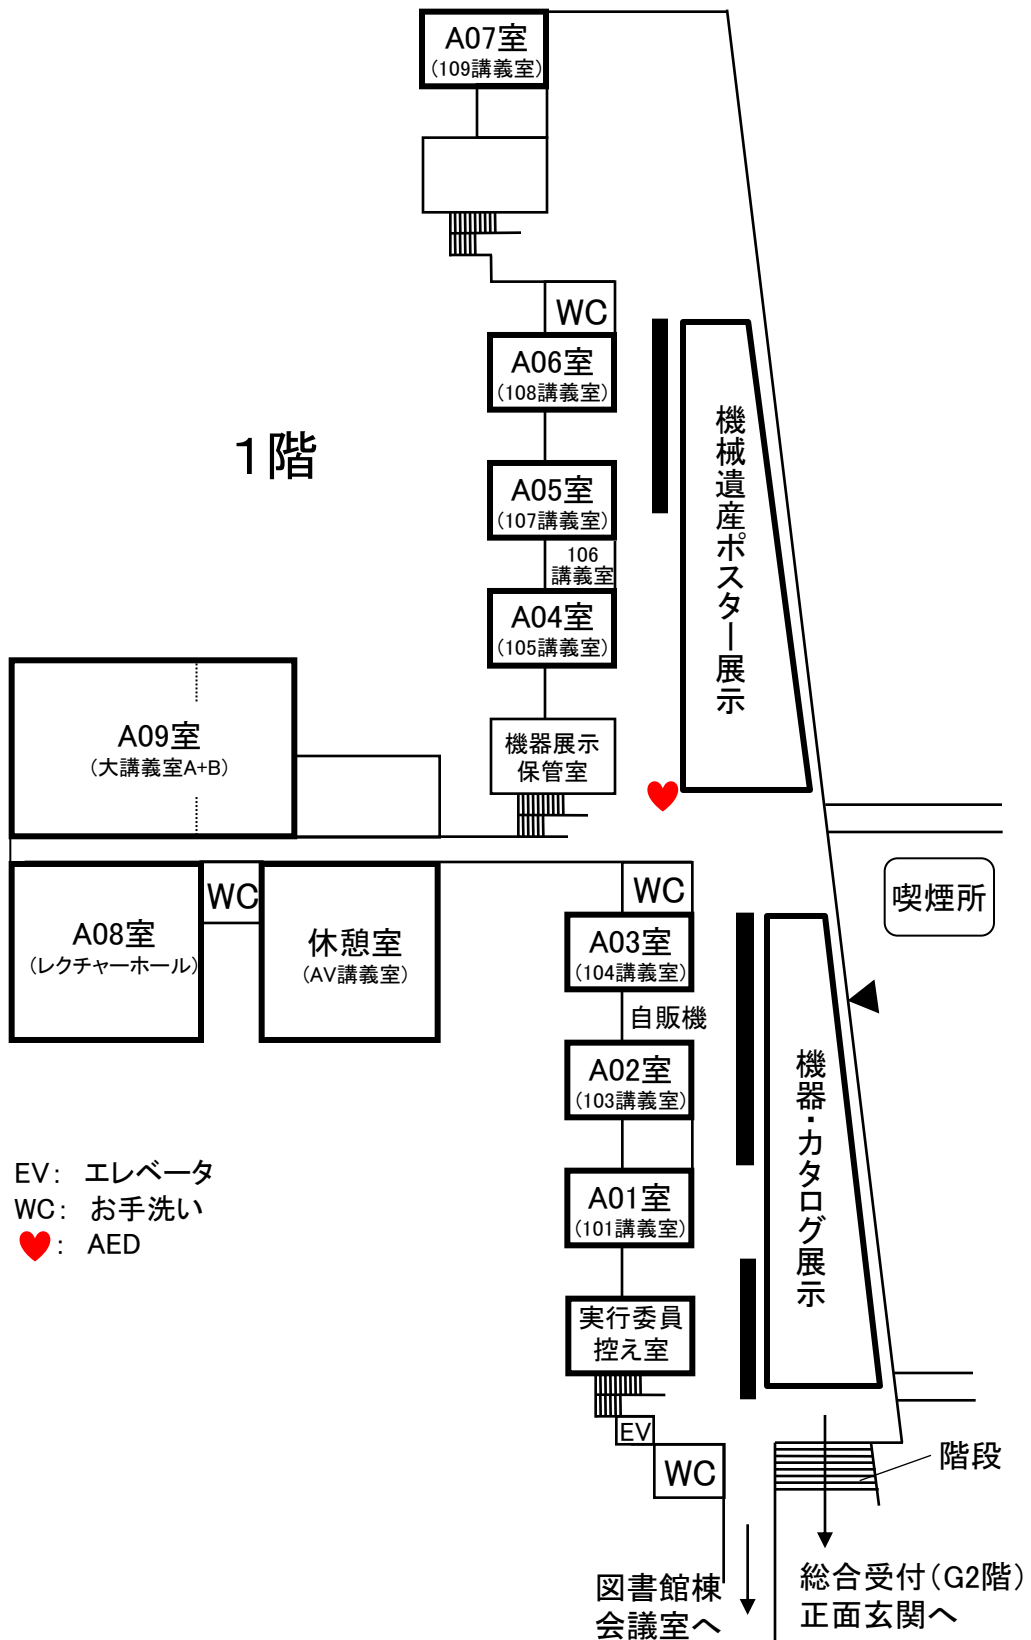 A07室
(109講義室)
WC
A06室
(108講義室)
1階
A05室
(107講義室)
106
講義室
A04室
(105講義室)
機械遺産ポスター展示
A09室
(大講義室A+B)
機器展示
保管室
WC
WC
喫煙所
A08室
(レクチャーホール)
休憩室
(AV講義室)
A03室
(104講義室)
自販機
A02室
(103講義室)
機器・カタログ展示
EV: エレベータ
WC: お手洗い
: AED
A01室
(101講義室)
実行委員
控え室
EV
WC
階段
図書館棟
会議室へ
総合受付(G2階)
正面玄関へ